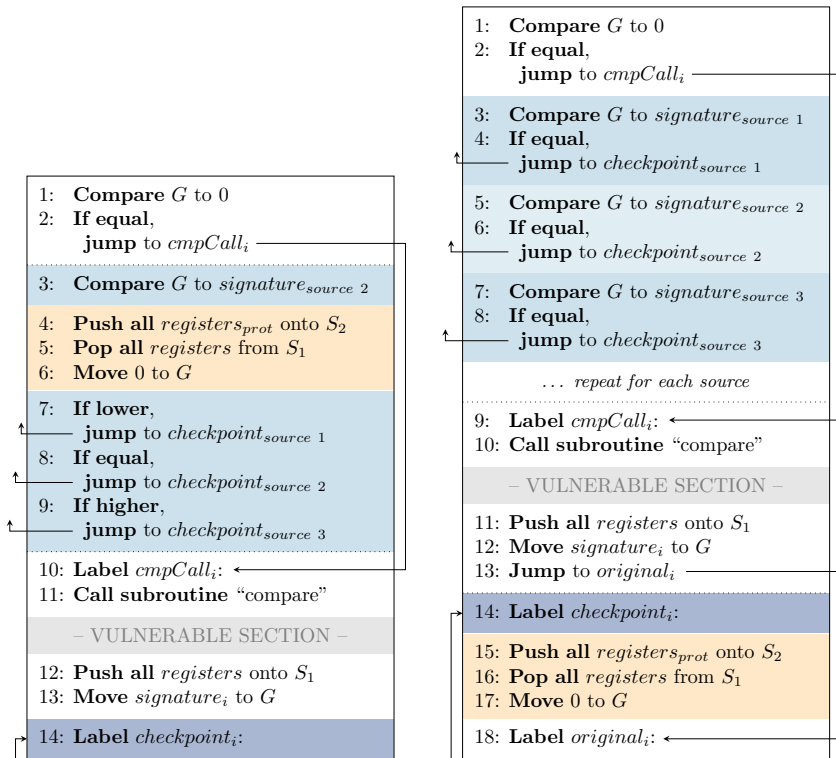 1: Compare G to 0
2: If equal,
jump to cmpCall_i
3: Compare G to signature_source 2
4: Push all registers_prot onto S_2
5: Pop all registers from S_1
6: Move 0 to G
7: If lower,
jump to checkpoint_source 1
8: If equal,
jump to checkpoint_source 2
9: If higher,
jump to checkpoint_source 3
10: Label cmpCall_i:
11: Call subroutine “compare”
– VULNERABLE SECTION –
12: Push all registers onto S_1
13: Move signature_i to G
14: Label checkpoint_i:
1: Compare G to 0
2: If equal,
jump to cmpCall_i
3: Compare G to signature_source 1
4: If equal,
jump to checkpoint_source 1
5: Compare G to signature_source 2
6: If equal,
jump to checkpoint_source 2
7: Compare G to signature_source 3
8: If equal,
jump to checkpoint_source 3
... repeat for each source
9: Label cmpCall_i:
10: Call subroutine “compare”
– VULNERABLE SECTION –
11: Push all registers onto S_1
12: Move signature_i to G
13: Jump to original_i
14: Label checkpoint_i:
15: Push all registers_prot onto S_2
16: Pop all registers from S_1
17: Move 0 to G
18: Label original_i: